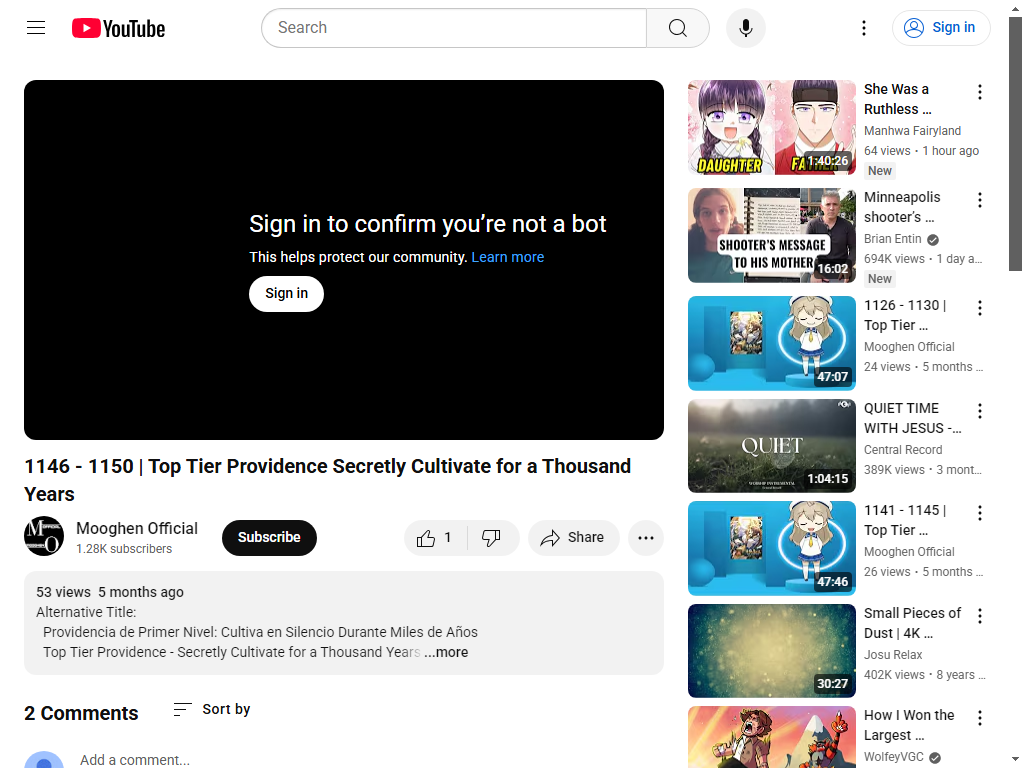 YouTube
Search
Sign in
Sign in to confirm you’re not a bot
This helps protect our community. Learn more
Sign in
1146 - 1150 | Top Tier Providence Secretly Cultivate for a Thousand
Years
Mooghen Official
1.28K subscribers
Subscribe
1
Share
53 views 5 months ago
Alternative Title:
Providencia de Primer Nivel: Cultiva en Silencio Durante Miles de Años
Top Tier Providence - Secretly Cultivate for a Thousand Years ...more
2 Comments
Sort by
Add a comment...
DAUGHTER
1:40:26
She Was a
Ruthless ...
Manhwa Fairyland
64 views • 1 hour ago
New
SHOOTER'S MESSAGE
TO HIS MOTHER
16:02
Minneapolis
shooter’s ...
Brian Entin
694K views • 1 day a...
New
47:07
1126 - 1130 |
Top Tier ...
Mooghen Official
24 views • 5 months ...
QUIET
1:04:15
QUIET TIME
WITH JESUS -...
Central Record
389K views • 3 mont...
47:46
1141 - 1145 |
Top Tier ...
Mooghen Official
26 views • 5 months ...
30:27
Small Pieces of
Dust | 4K ...
Josu Relax
402K views • 8 years ...
How I Won the
Largest ...
WolfeyVGC